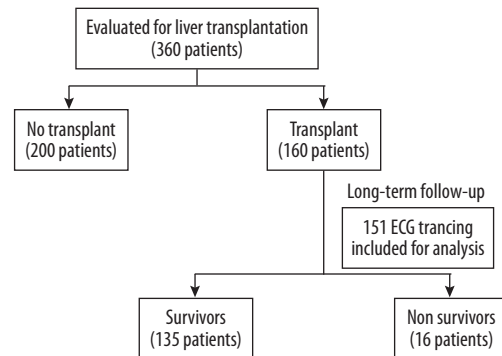 Evaluated for liver transplantation
(360 patients)
No transplant
(200 patients)
Transplant
(160 patients)
Long-term follow-up
151 ECG trancing
included for analysis
Survivors
(135 patients)
Non survivors
(16 patients)